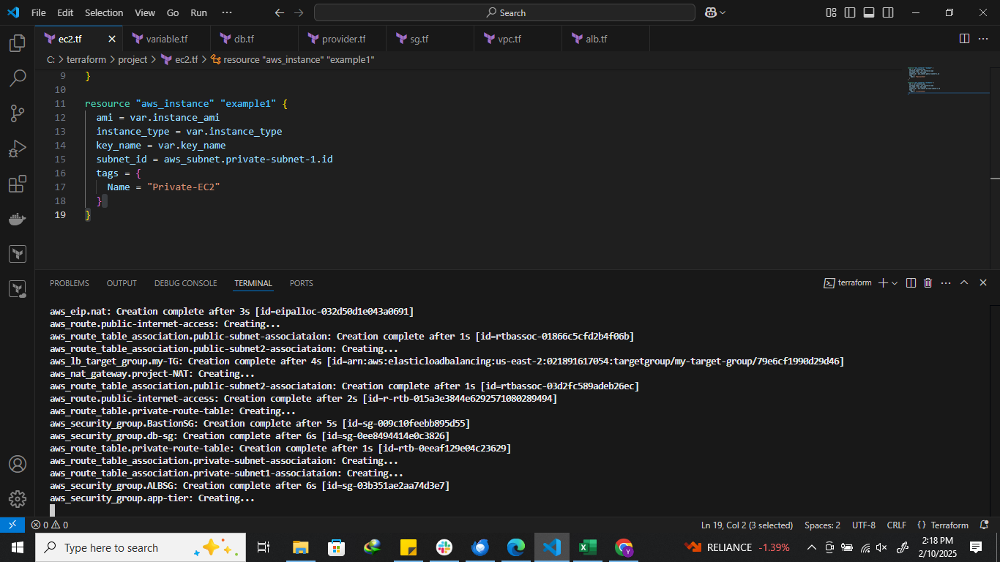 File Edit Selection View Go Run ··· Search
ec2.tf variable.tf db.tf provider.tf sg.tf vpc.tf alb.tf
C: > terraform > project > ec2.tf > resource "aws_instance" "example1"
9 }
10
11 resource "aws_instance" "example1" {
12 ami = var.instance_ami
13 instance_type = var.instance_type
14 key_name = var.key_name
15 subnet_id = aws_subnet.private-subnet-1.id
16 tags = {
17 Name = "Private-EC2"
18 }
19 }
PROBLEMS OUTPUT DEBUG CONSOLE TERMINAL PORTS terraform
aws_eip.nat: Creation complete after 3s [id=eipalloc-032d50d1e043a0691]
aws_route.public-internet-access: Creating...
aws_route_table_association.public-subnet-associataion: Creation complete after 1s [id=rtbassoc-01866c5cfd2b4f06b]
aws_route_table_association.public-subnet2-associataion: Creating...
aws_lb_target_group.my-TG: Creation complete after 4s [id=arn:aws:elasticloadbalancing:us-east-2:021891617054:targetgroup/my-target-group/79e6cf1990d29d46]
aws_nat_gateway.project-NAT: Creating...
aws_route_table_association.public-subnet2-associataion: Creation complete after 1s [id=rtbassoc-03d2fc589adeb26ec]
aws_route.public-internet-access: Creation complete after 2s [id=r-rtb-015a3e3844e6292571080289494]
aws_route_table.private-route-table: Creating...
aws_security_group.BastionSG: Creation complete after 5s [id=sg-009c10feebb895d55]
aws_security_group.db-sg: Creation complete after 6s [id=sg-0ee8494414e0c3826]
aws_route_table.private-route-table: Creation complete after 1s [id=rtb-0eeaf129e04c23629]
aws_route_table_association.private-subnet-associataion: Creating...
aws_route_table_association.private-subnet1-associataion: Creating...
aws_security_group.ALBSG: Creation complete after 6s [id=sg-03b351ae2aa74d3e7]
aws_security_group.app-tier: Creating...
0 0 Ln 19, Col 2 (3 selected) Spaces: 2 UTF-8 CRLF {} Terraform
Type here to search RELIANCE -1.39% 2:18 PM
2/10/2025